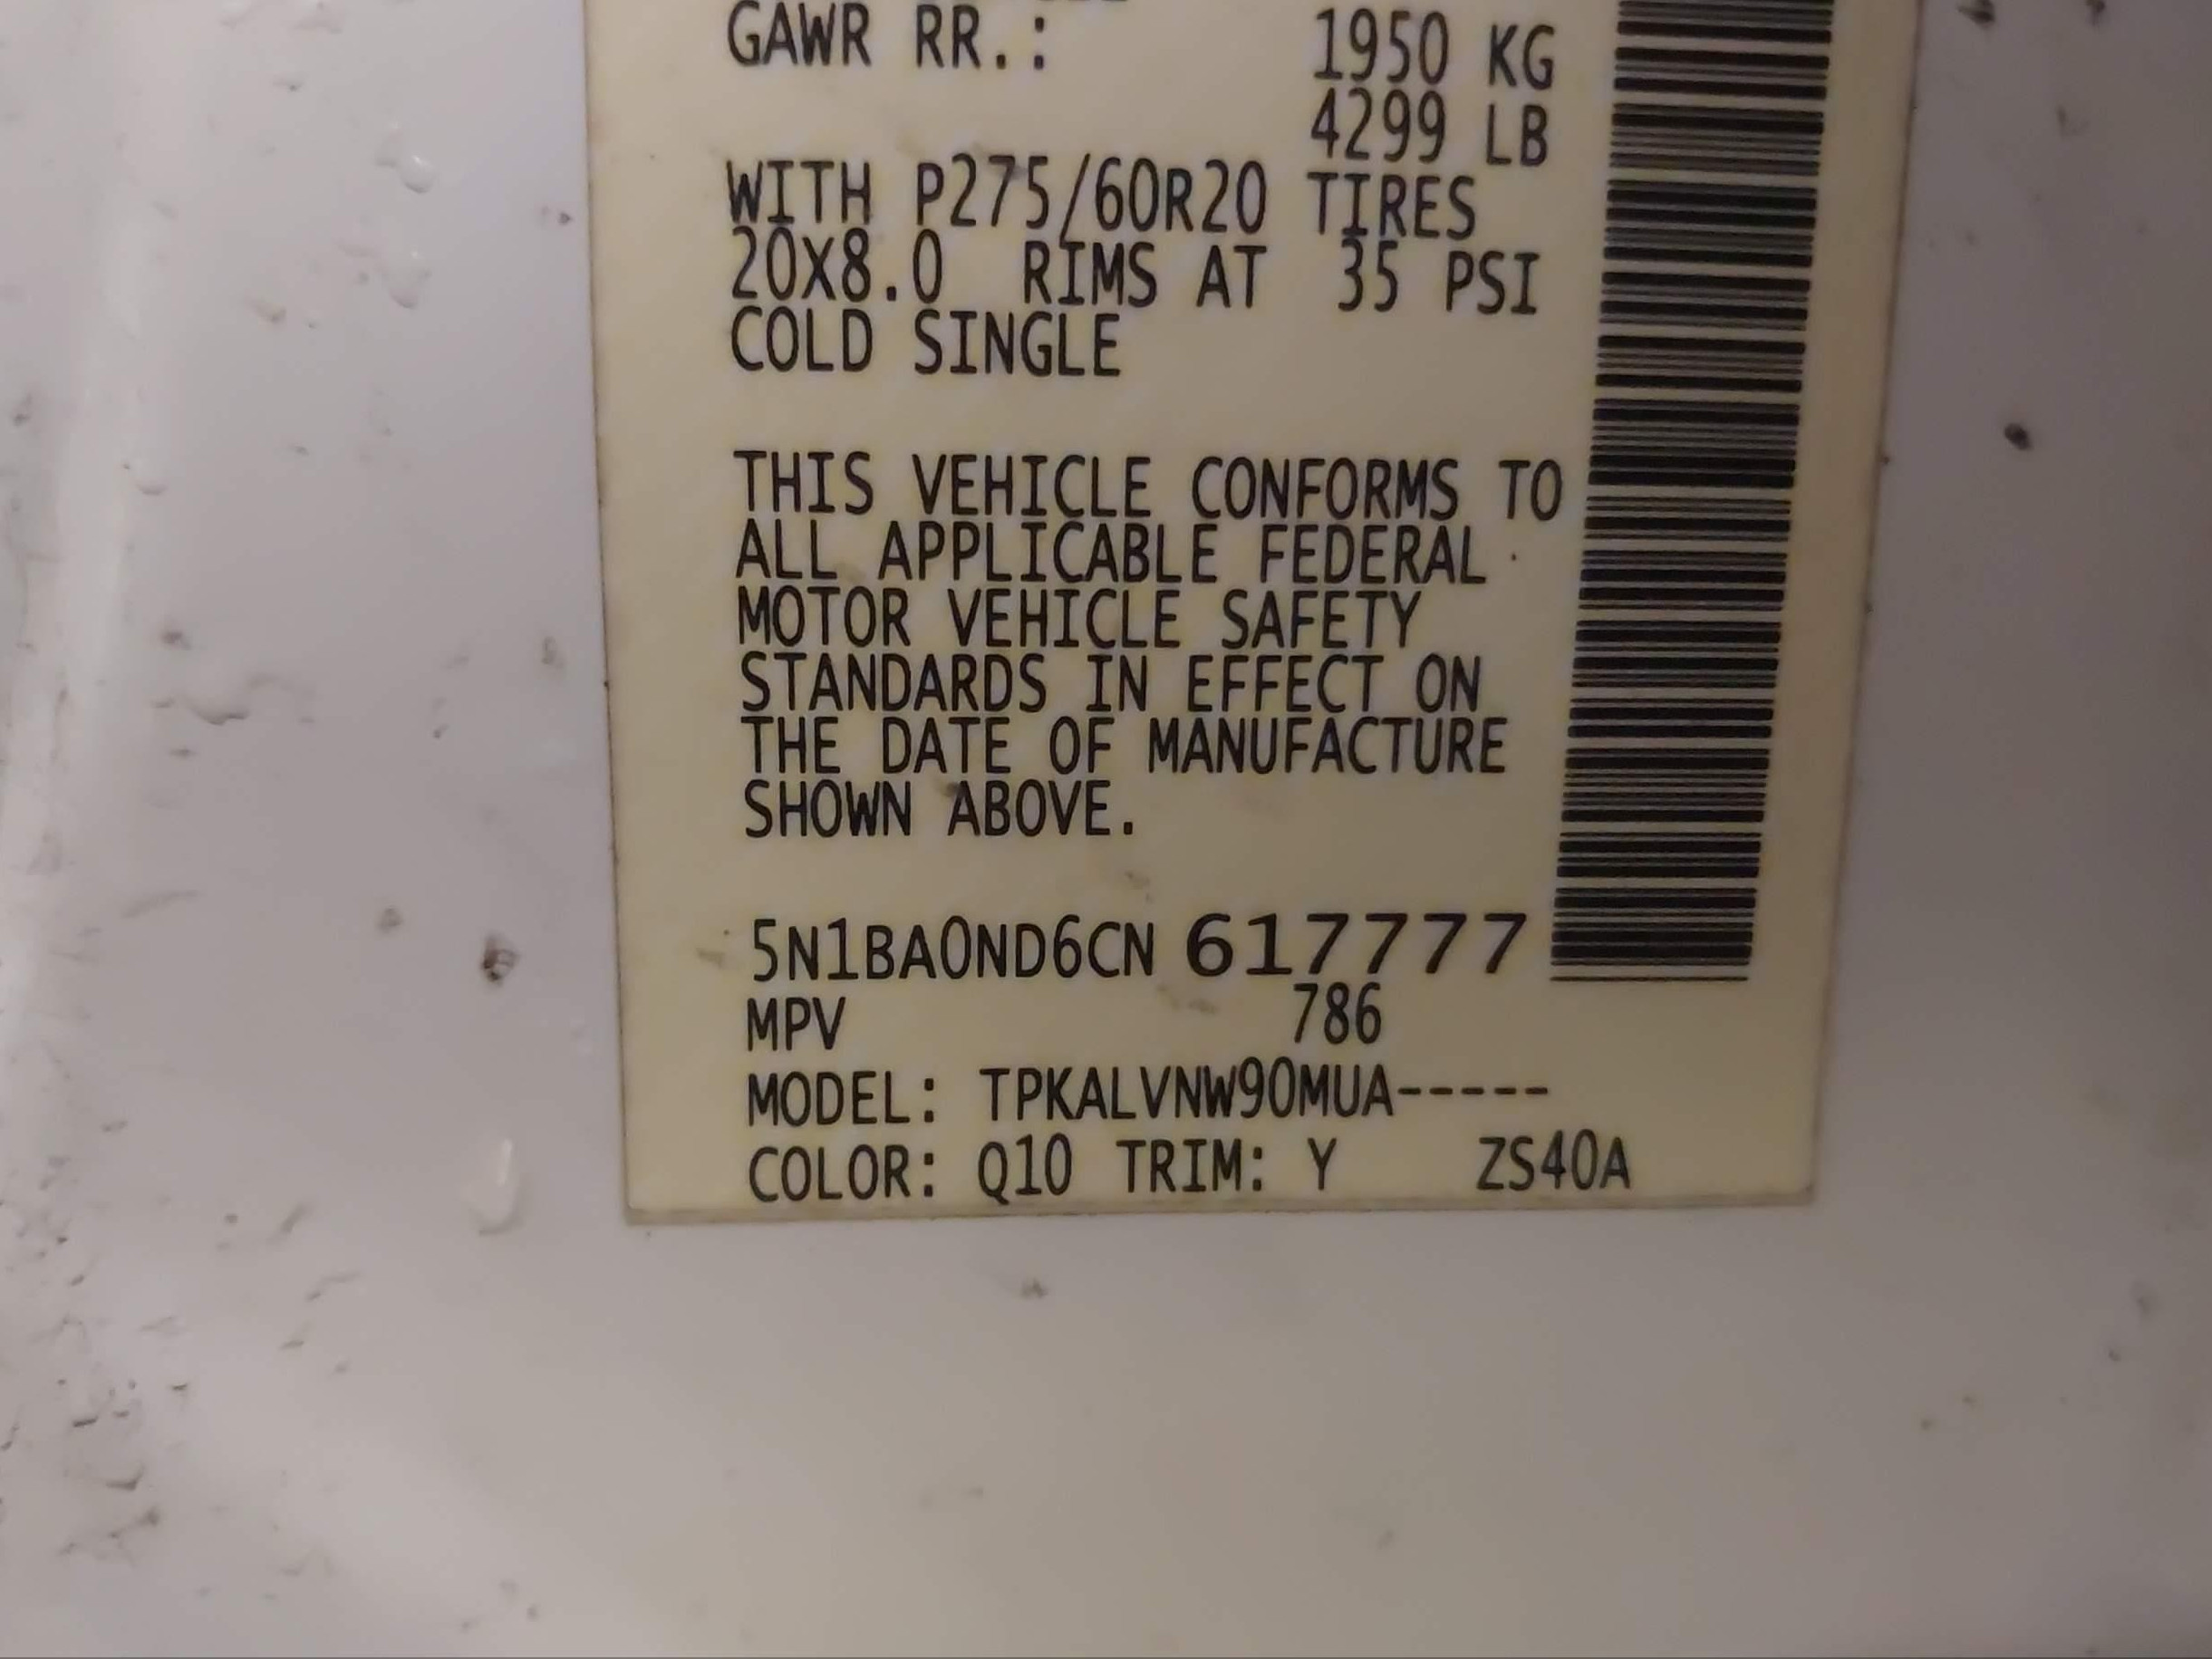 GAWR RR.: 1950 KG
4299 LB
WITH P275/60R20 TIRES
20X8.0 RIMS AT 35 PSI
COLD SINGLE
THIS VEHICLE CONFORMS TO
ALL APPLICABLE FEDERAL
MOTOR VEHICLE SAFETY
STANDARDS IN EFFECT ON
THE DATE OF MANUFACTURE
SHOWN ABOVE.
5N1BA0ND6CN 617777
MPV 786
MODEL: TPKALVNW90MUA-----
COLOR: Q10 TRIM: Y ZS40A